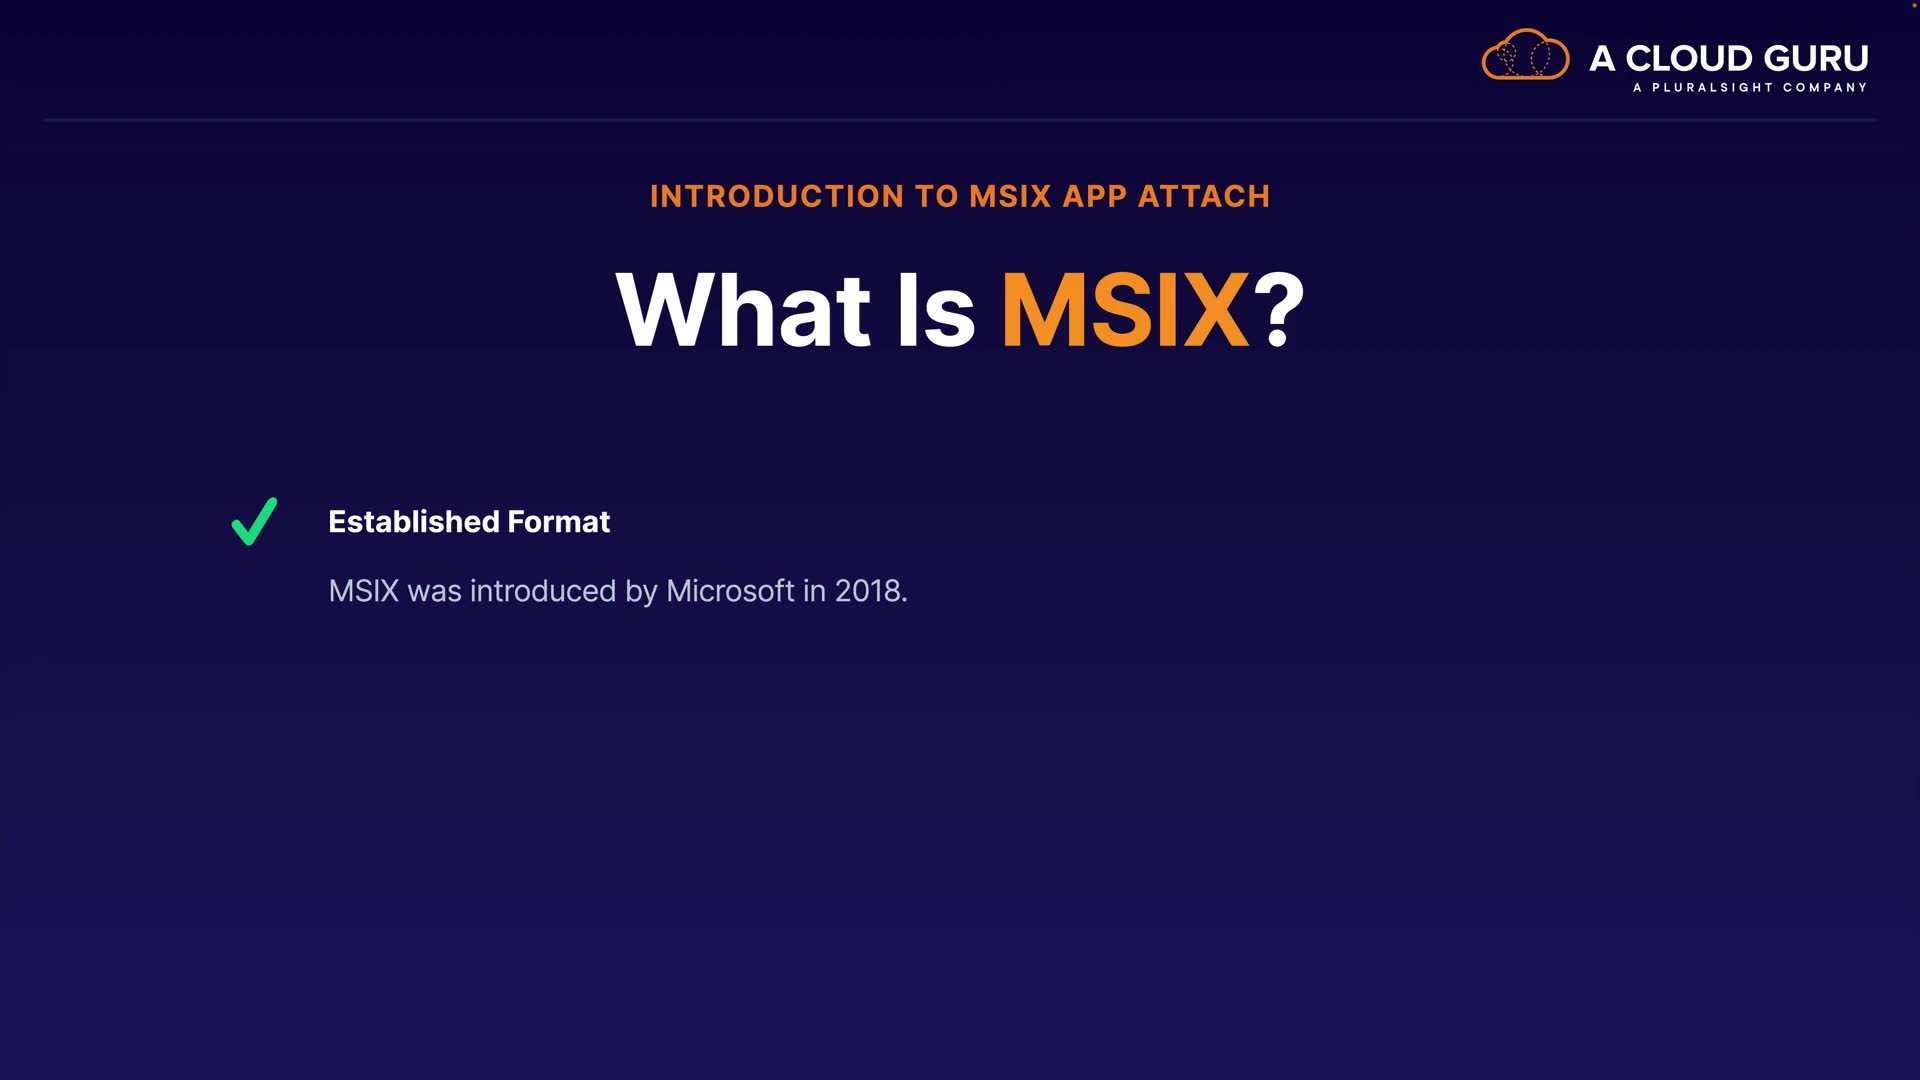 A CLOUD GURU
A PLURALSIGHT COMPANY
INTRODUCTION TO MSIX APP ATTACH
What Is MSIX?
Established Format
MSIX was introduced by Microsoft in 2018.